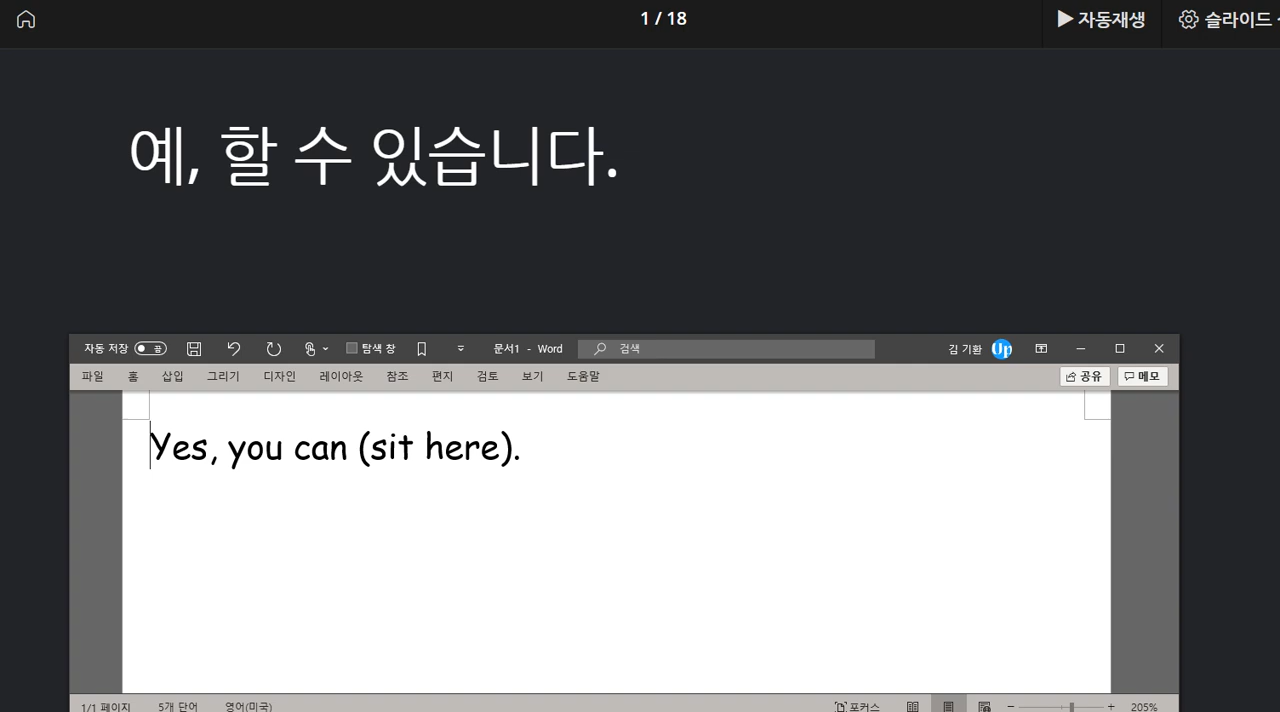 1 / 18
자동재생
슬라이드
예, 할 수 있습니다.
자동 저장 끔 탐색 창 문서1 - Word 검색 김 기환 Up
파일 홈 삽입 그리기 디자인 레이아웃 참조 편지 검토 보기 도움말 공유 메모
Yes, you can (sit here).
1/1 페이지 5개 단어 영어(미국) 포커스 205%